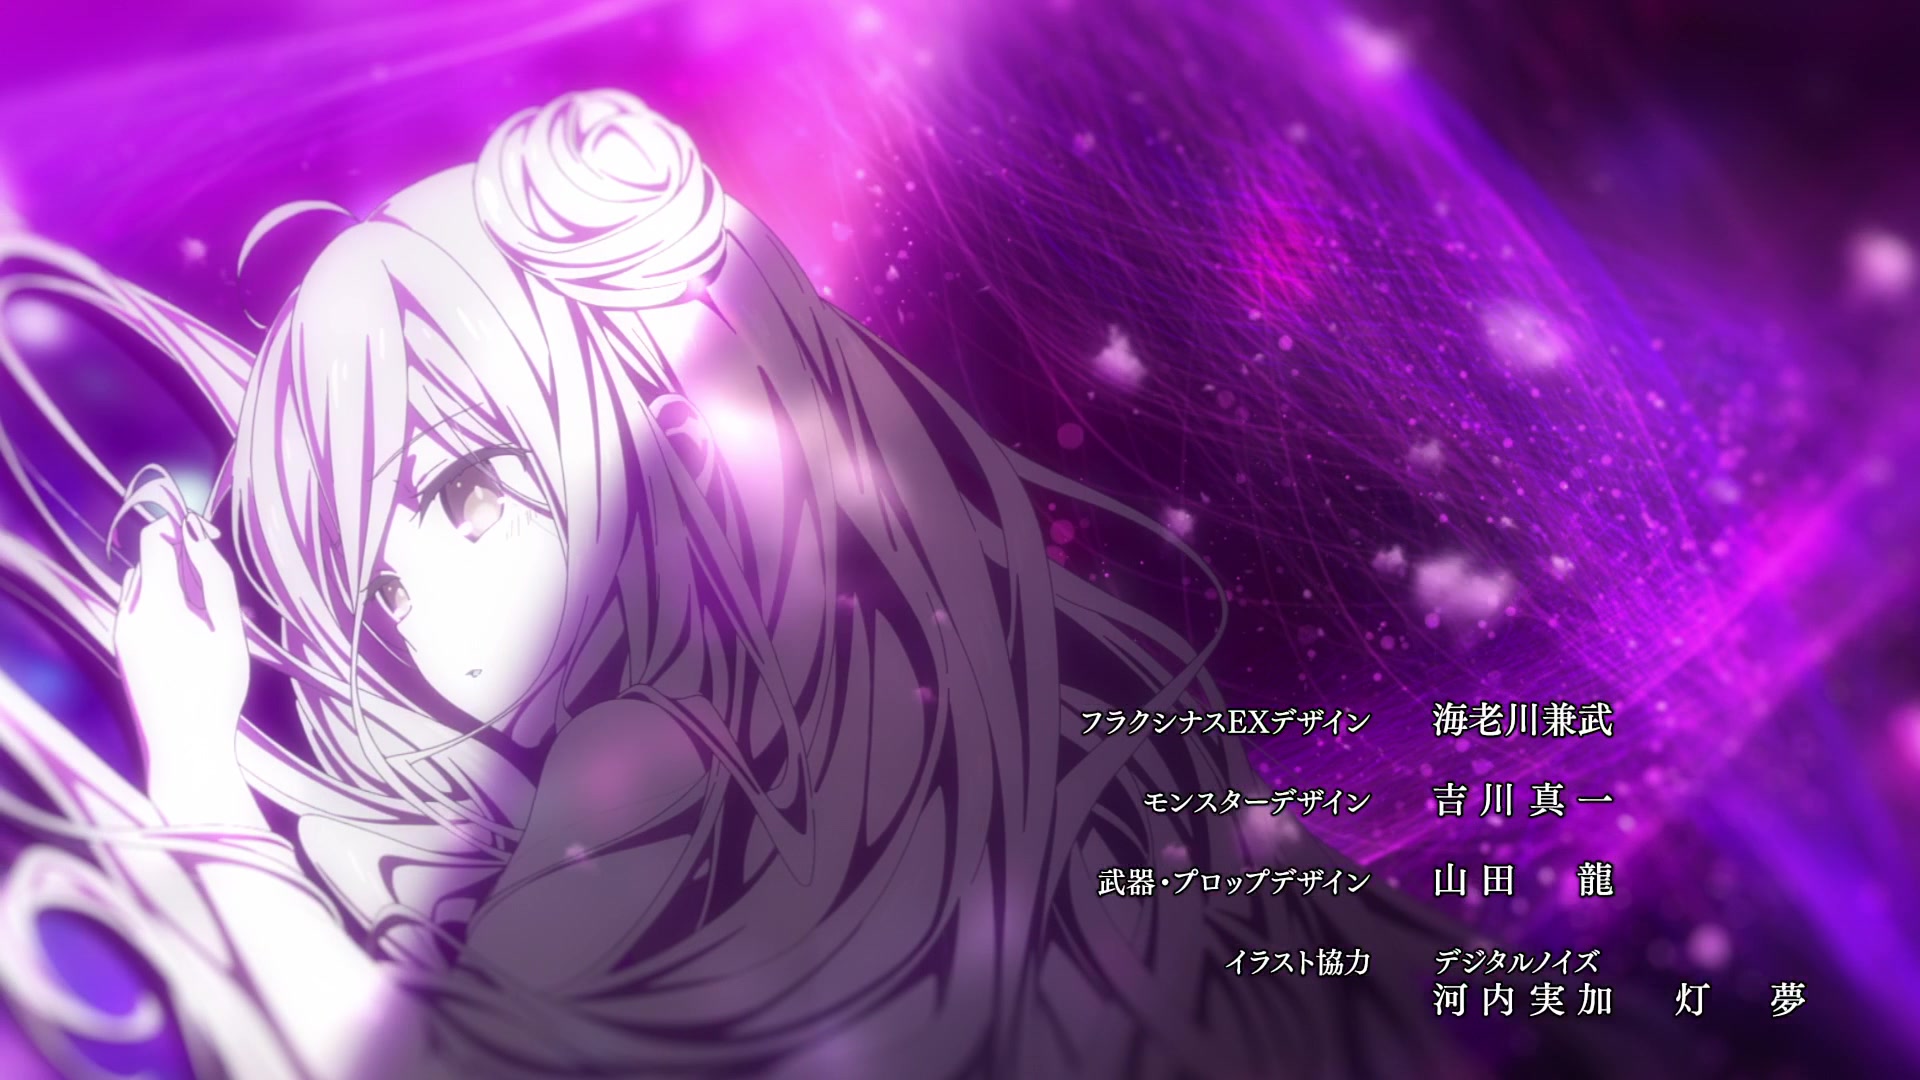 フラクシナスEXデザイン 海老川兼武
モンスターデザイン 吉川真一
武器・プロップデザイン 山田 龍
イラスト協力 デジタルノイズ
河内実加 灯 夢